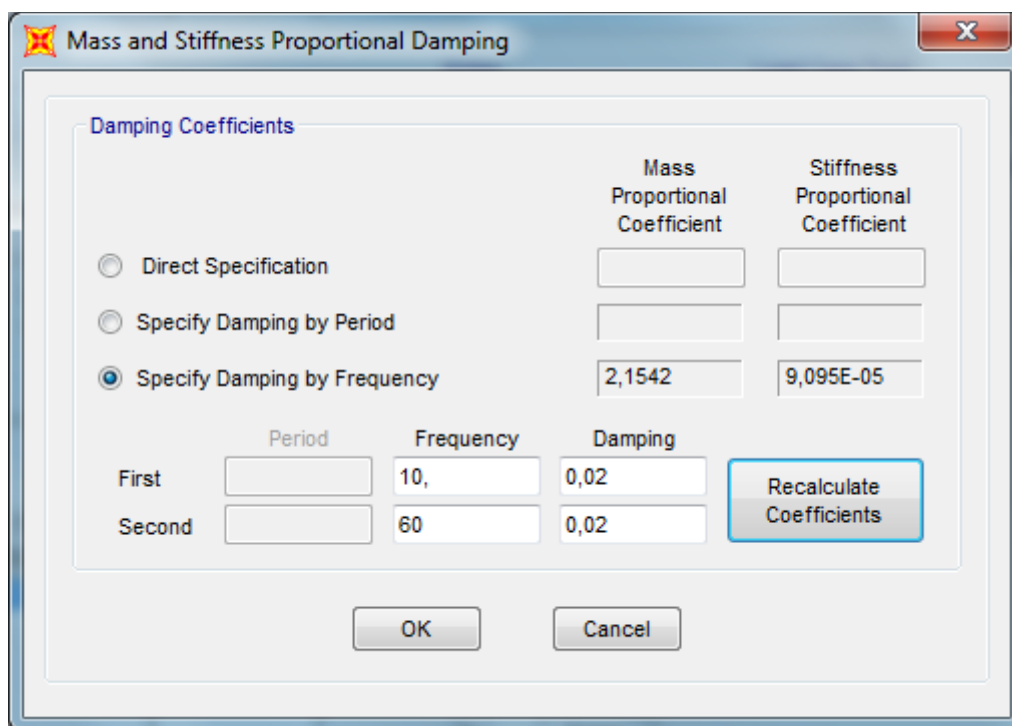 Mass and Stiffness Proportional Damping
Damping Coefficients
Mass Proportional Coefficient
Stiffness Proportional Coefficient
Direct Specification
Specify Damping by Period
Specify Damping by Frequency
2,1542
9,095E-05
Period Frequency Damping
First 10, 0,02
Second 60 0,02
Recalculate
Coefficients
OK Cancel